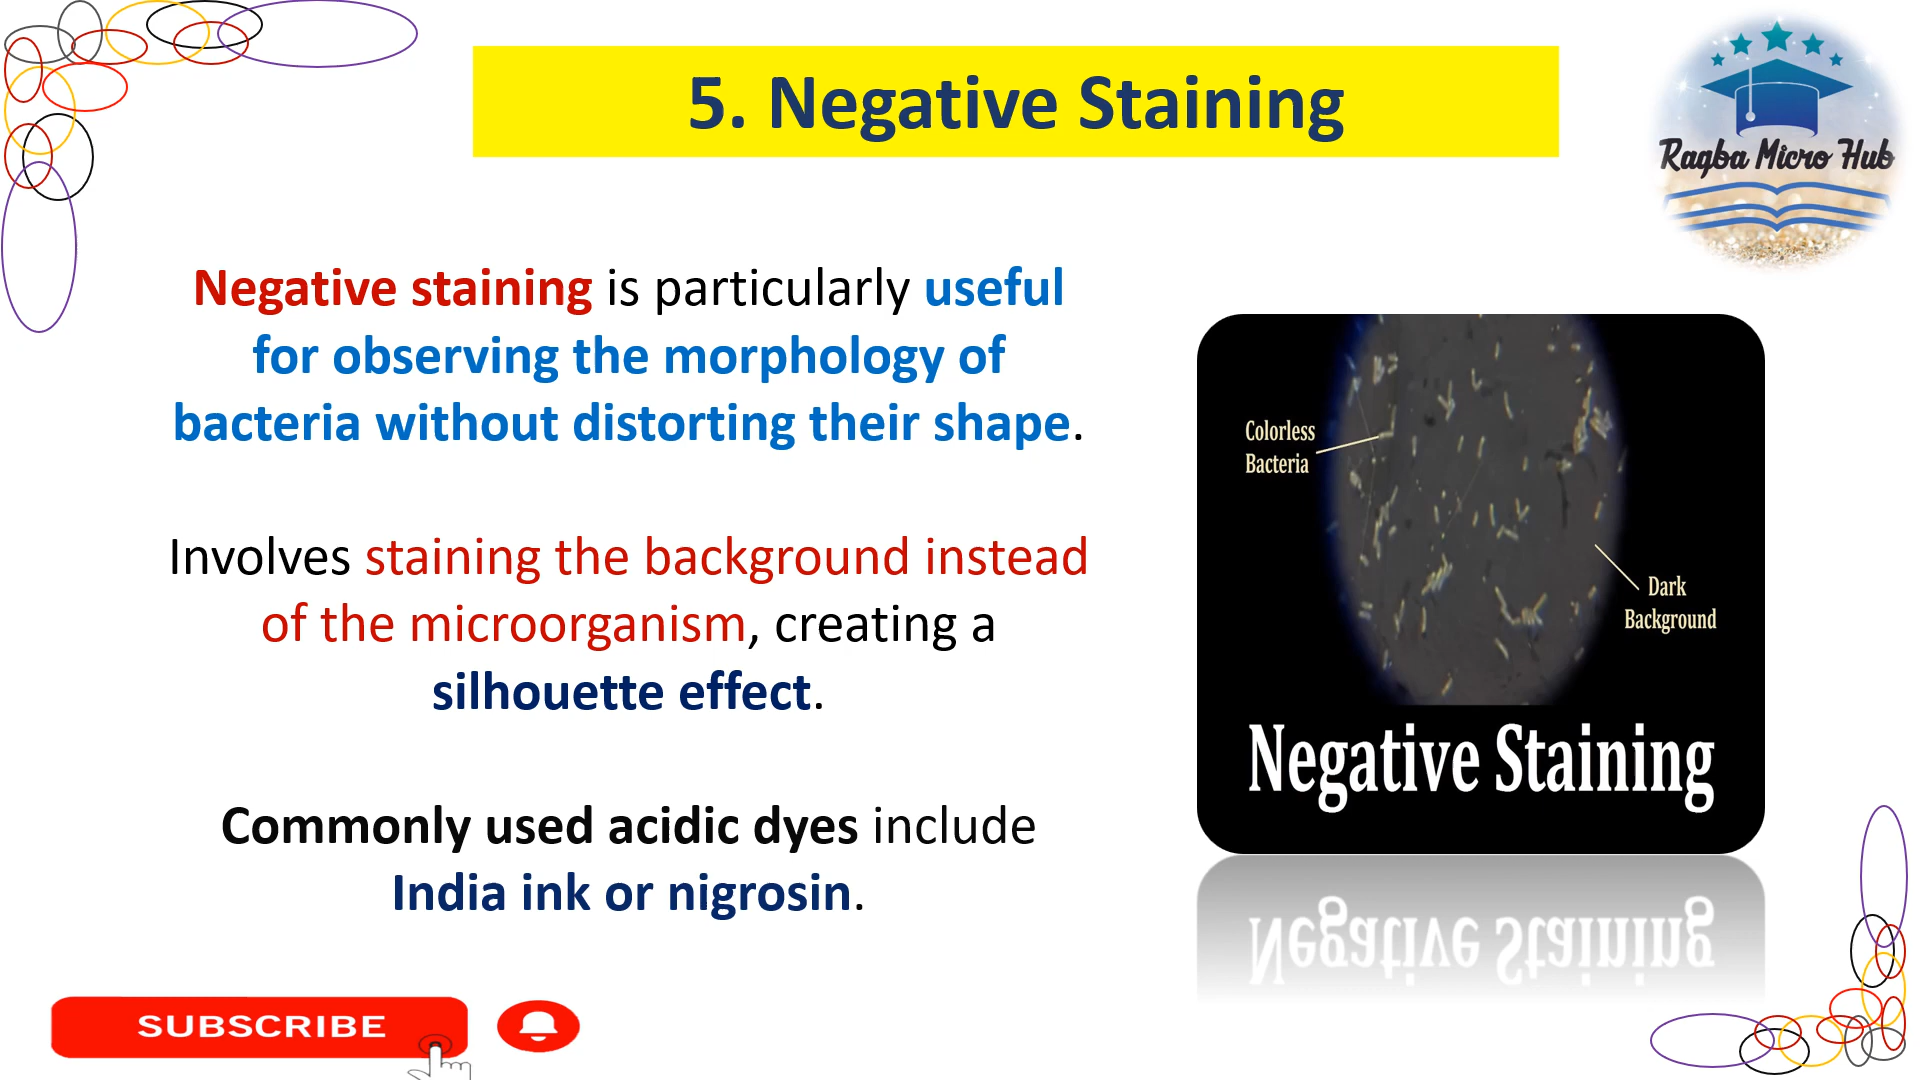 5. Negative Staining
Raqba Micro Hub
Negative staining is particularly useful
for observing the morphology of
bacteria without distorting their shape.
Involves staining the background instead
of the microorganism, creating a
silhouette effect.
Commonly used acidic dyes include
India ink or nigrosin.
Colorless
Bacteria
Dark
Background
Negative Staining
SUBSCRIBE